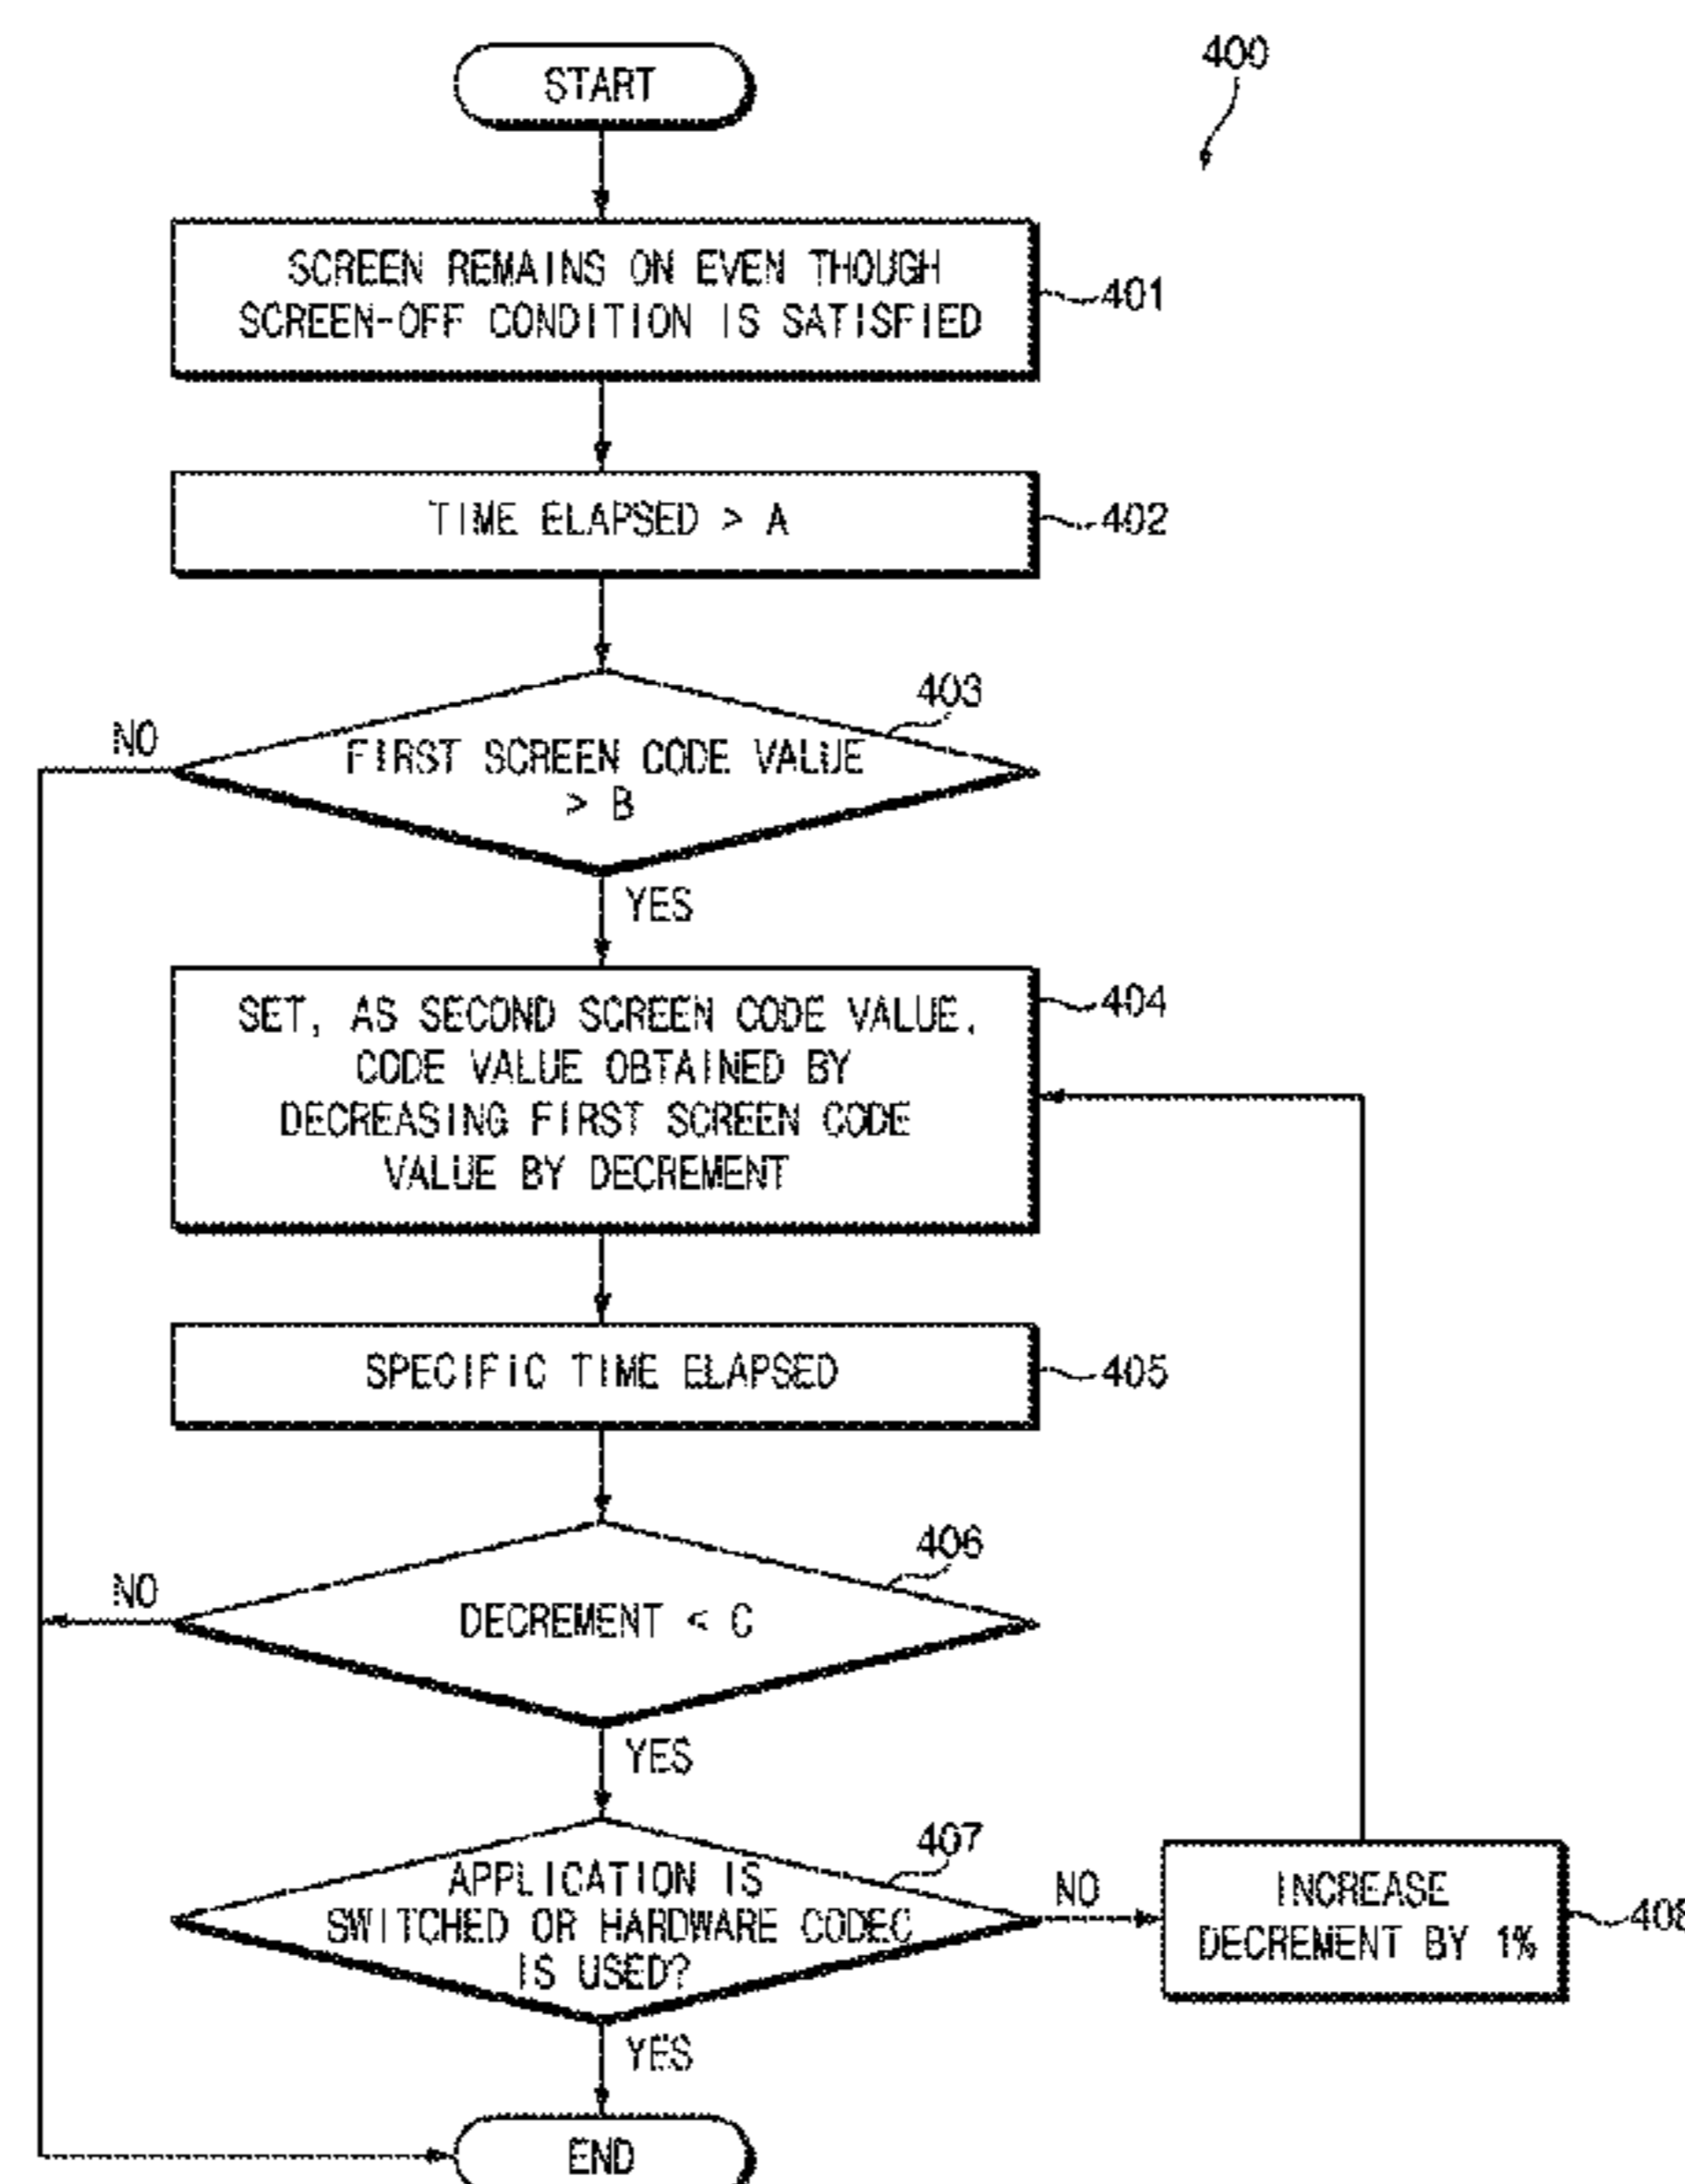 400
START
SCREEN REMAINS ON EVEN THOUGH
SCREEN-OFF CONDITION IS SATISFIED
401
TIME ELAPSED > A
402
403
NO
FIRST SCREEN CODE VALUE
> B
YES
SET, AS SECOND SCREEN CODE VALUE,
CODE VALUE OBTAINED BY
DECREASING FIRST SCREEN CODE
VALUE BY DECREMENT
404
SPECIFIC TIME ELAPSED
405
406
NO
DECREMENT < C
YES
407
APPLICATION IS
SWITCHED OR HARDWARE CODEC
IS USED?
NO
INCREASE
DECREMENT BY 1%
408
YES
END